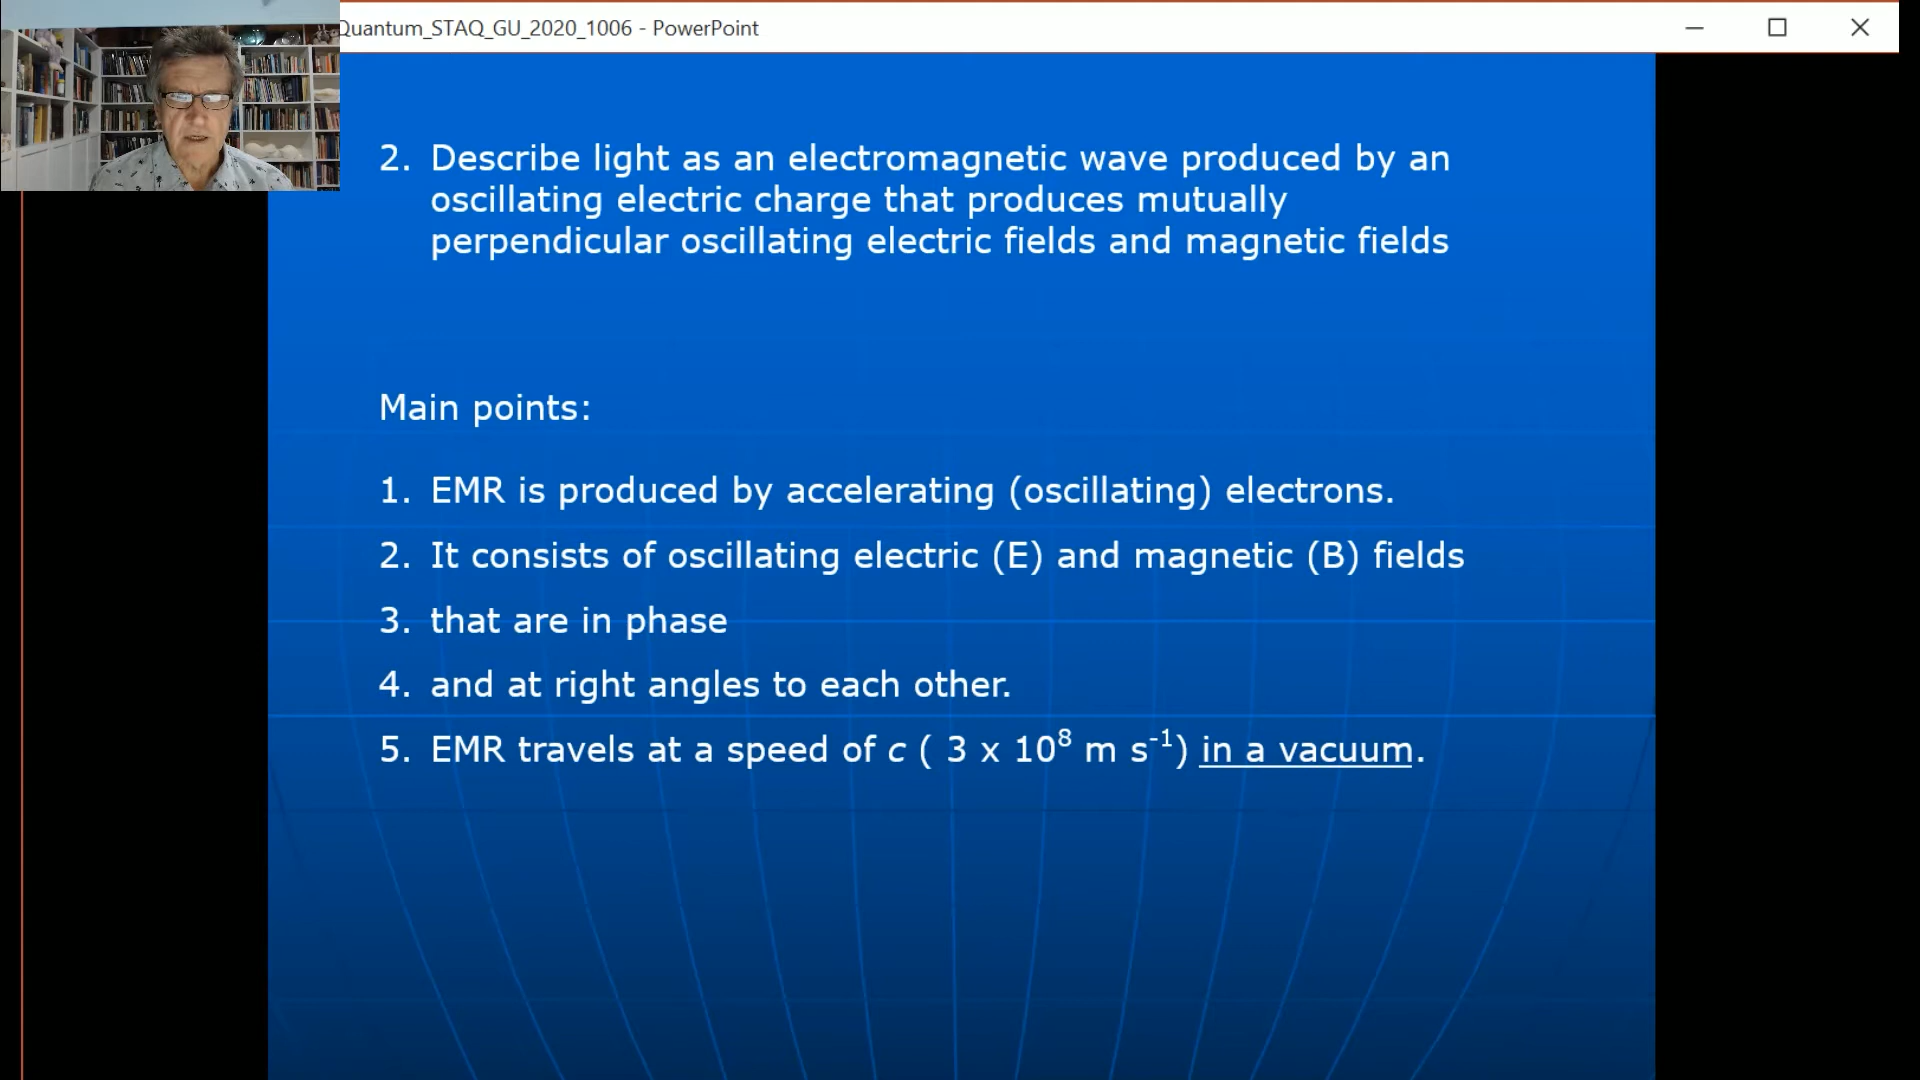 Quantum_STAQ_GU_2020_1006 - PowerPoint
2. Describe light as an electromagnetic wave produced by an
oscillating electric charge that produces mutually
perpendicular oscillating electric fields and magnetic fields
Main points:
1. EMR is produced by accelerating (oscillating) electrons.
2. It consists of oscillating electric (E) and magnetic (B) fields
3. that are in phase
4. and at right angles to each other.
5. EMR travels at a speed of c ( 3 x 10⁸ m s⁻¹) in a vacuum.